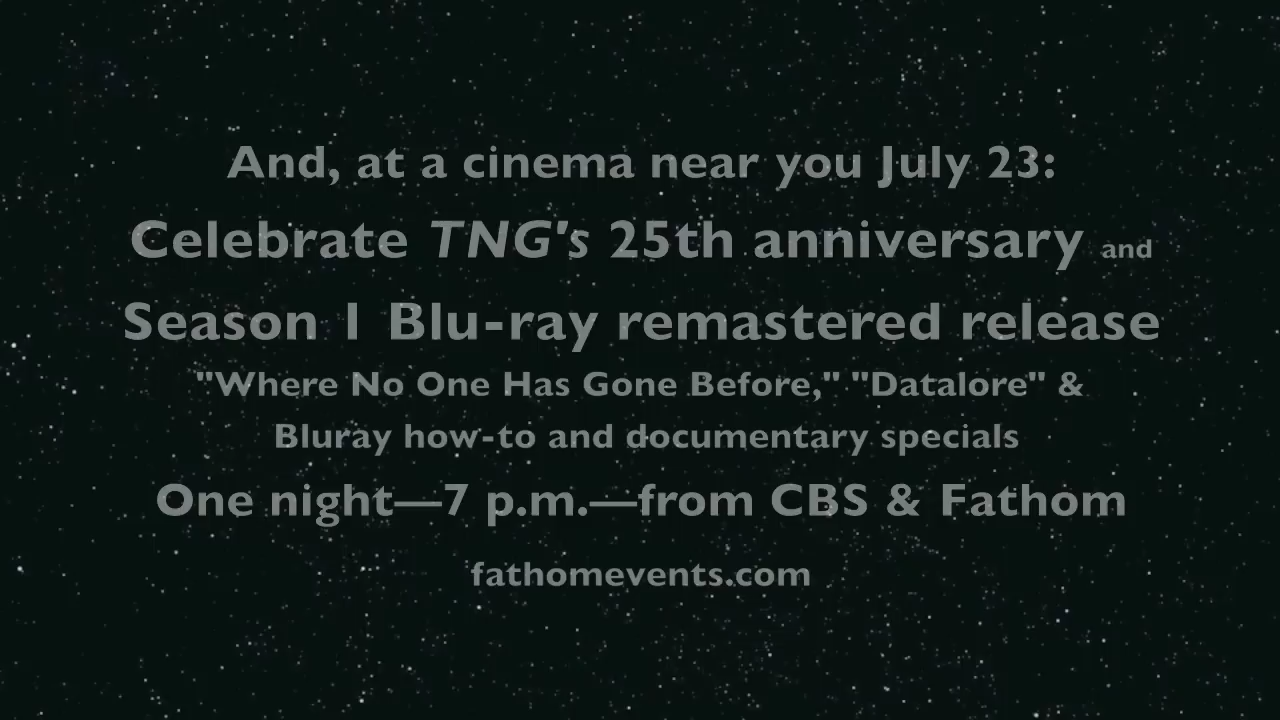 And, at a cinema near you July 23:
Celebrate TNG's 25th anniversary and
Season 1 Blu-ray remastered release
"Where No One Has Gone Before," "Datalore" &
Bluray how-to and documentary specials
One night—7 p.m.—from CBS & Fathom
fathomevents.com